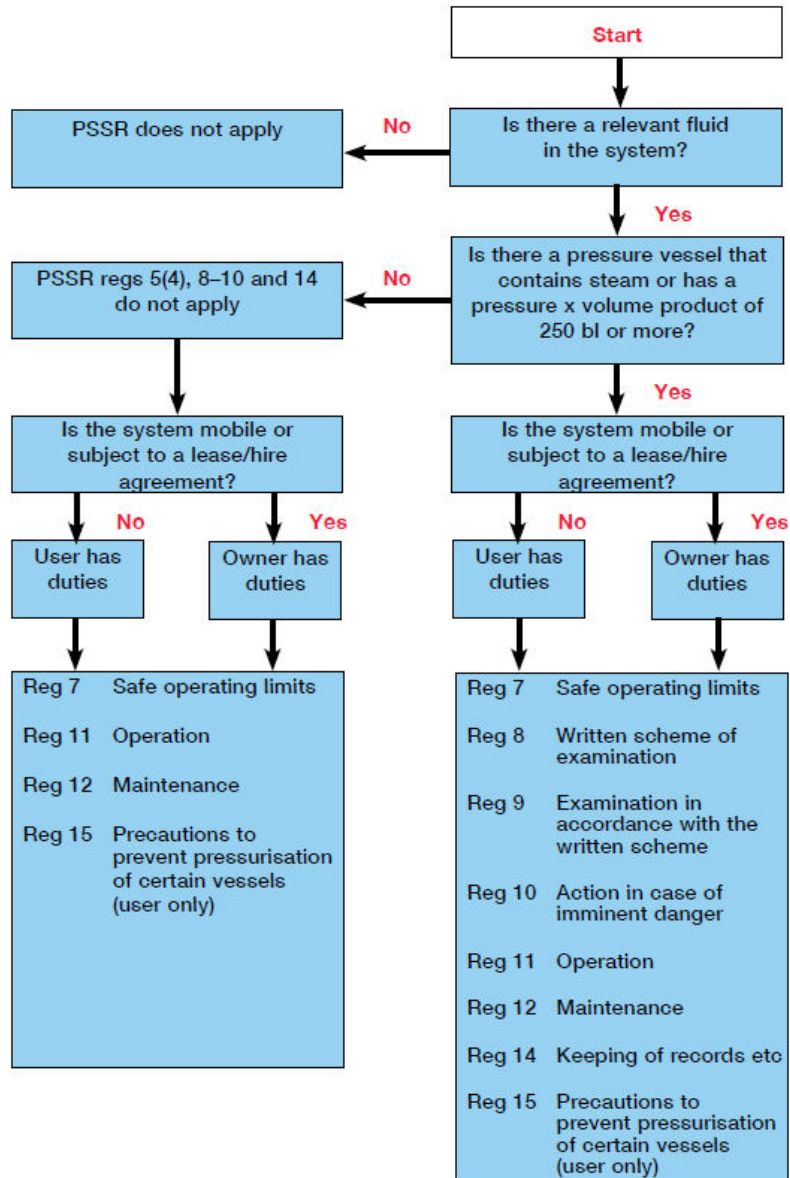 Start
PSSR does not apply
No
Is there a relevant fluid
in the system?
Yes
PSSR regs 5(4), 8–10 and 14
do not apply
No
Is there a pressure vessel that
contains steam or has a
pressure x volume product of
250 bl or more?
Yes
Is the system mobile or
subject to a lease/hire
agreement?
Is the system mobile or
subject to a lease/hire
agreement?
No
Yes
No
Yes
User has
duties
Owner has
duties
User has
duties
Owner has
duties
Reg 7 Safe operating limits
Reg 11 Operation
Reg 12 Maintenance
Reg 15 Precautions to
prevent pressurisation
of certain vessels
(user only)
Reg 7 Safe operating limits
Reg 8 Written scheme of
examination
Reg 9 Examination in
accordance with the
written scheme
Reg 10 Action in case of
imminent danger
Reg 11 Operation
Reg 12 Maintenance
Reg 14 Keeping of records etc
Reg 15 Precautions to
prevent pressurisation
of certain vessels
(user only)